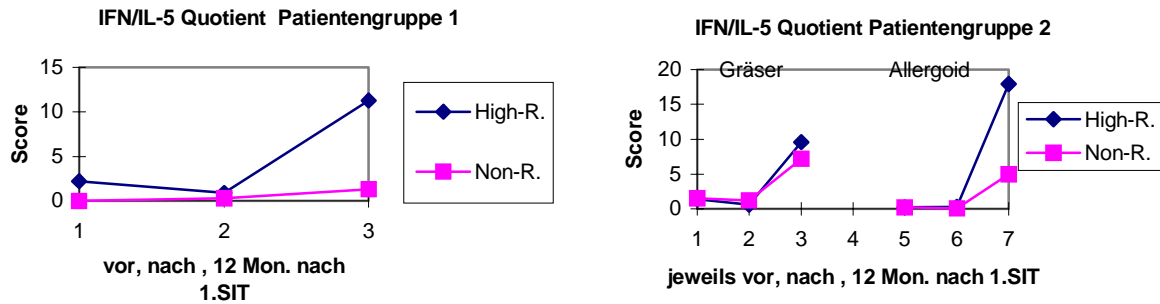 IFN/IL-5 Quotient  Patientengruppe 1
15
10
5
0
Score
1 2 3
vor, nach , 12 Mon. nach
1.SIT
High-R.
Non-R.
IFN/IL-5 Quotient Patientengruppe 2
Gräser Allergoid
20
15
10
5
0
Score
1 2 3 4 5 6 7
jeweils vor, nach , 12 Mon. nach 1.SIT
High-R.
Non-R.